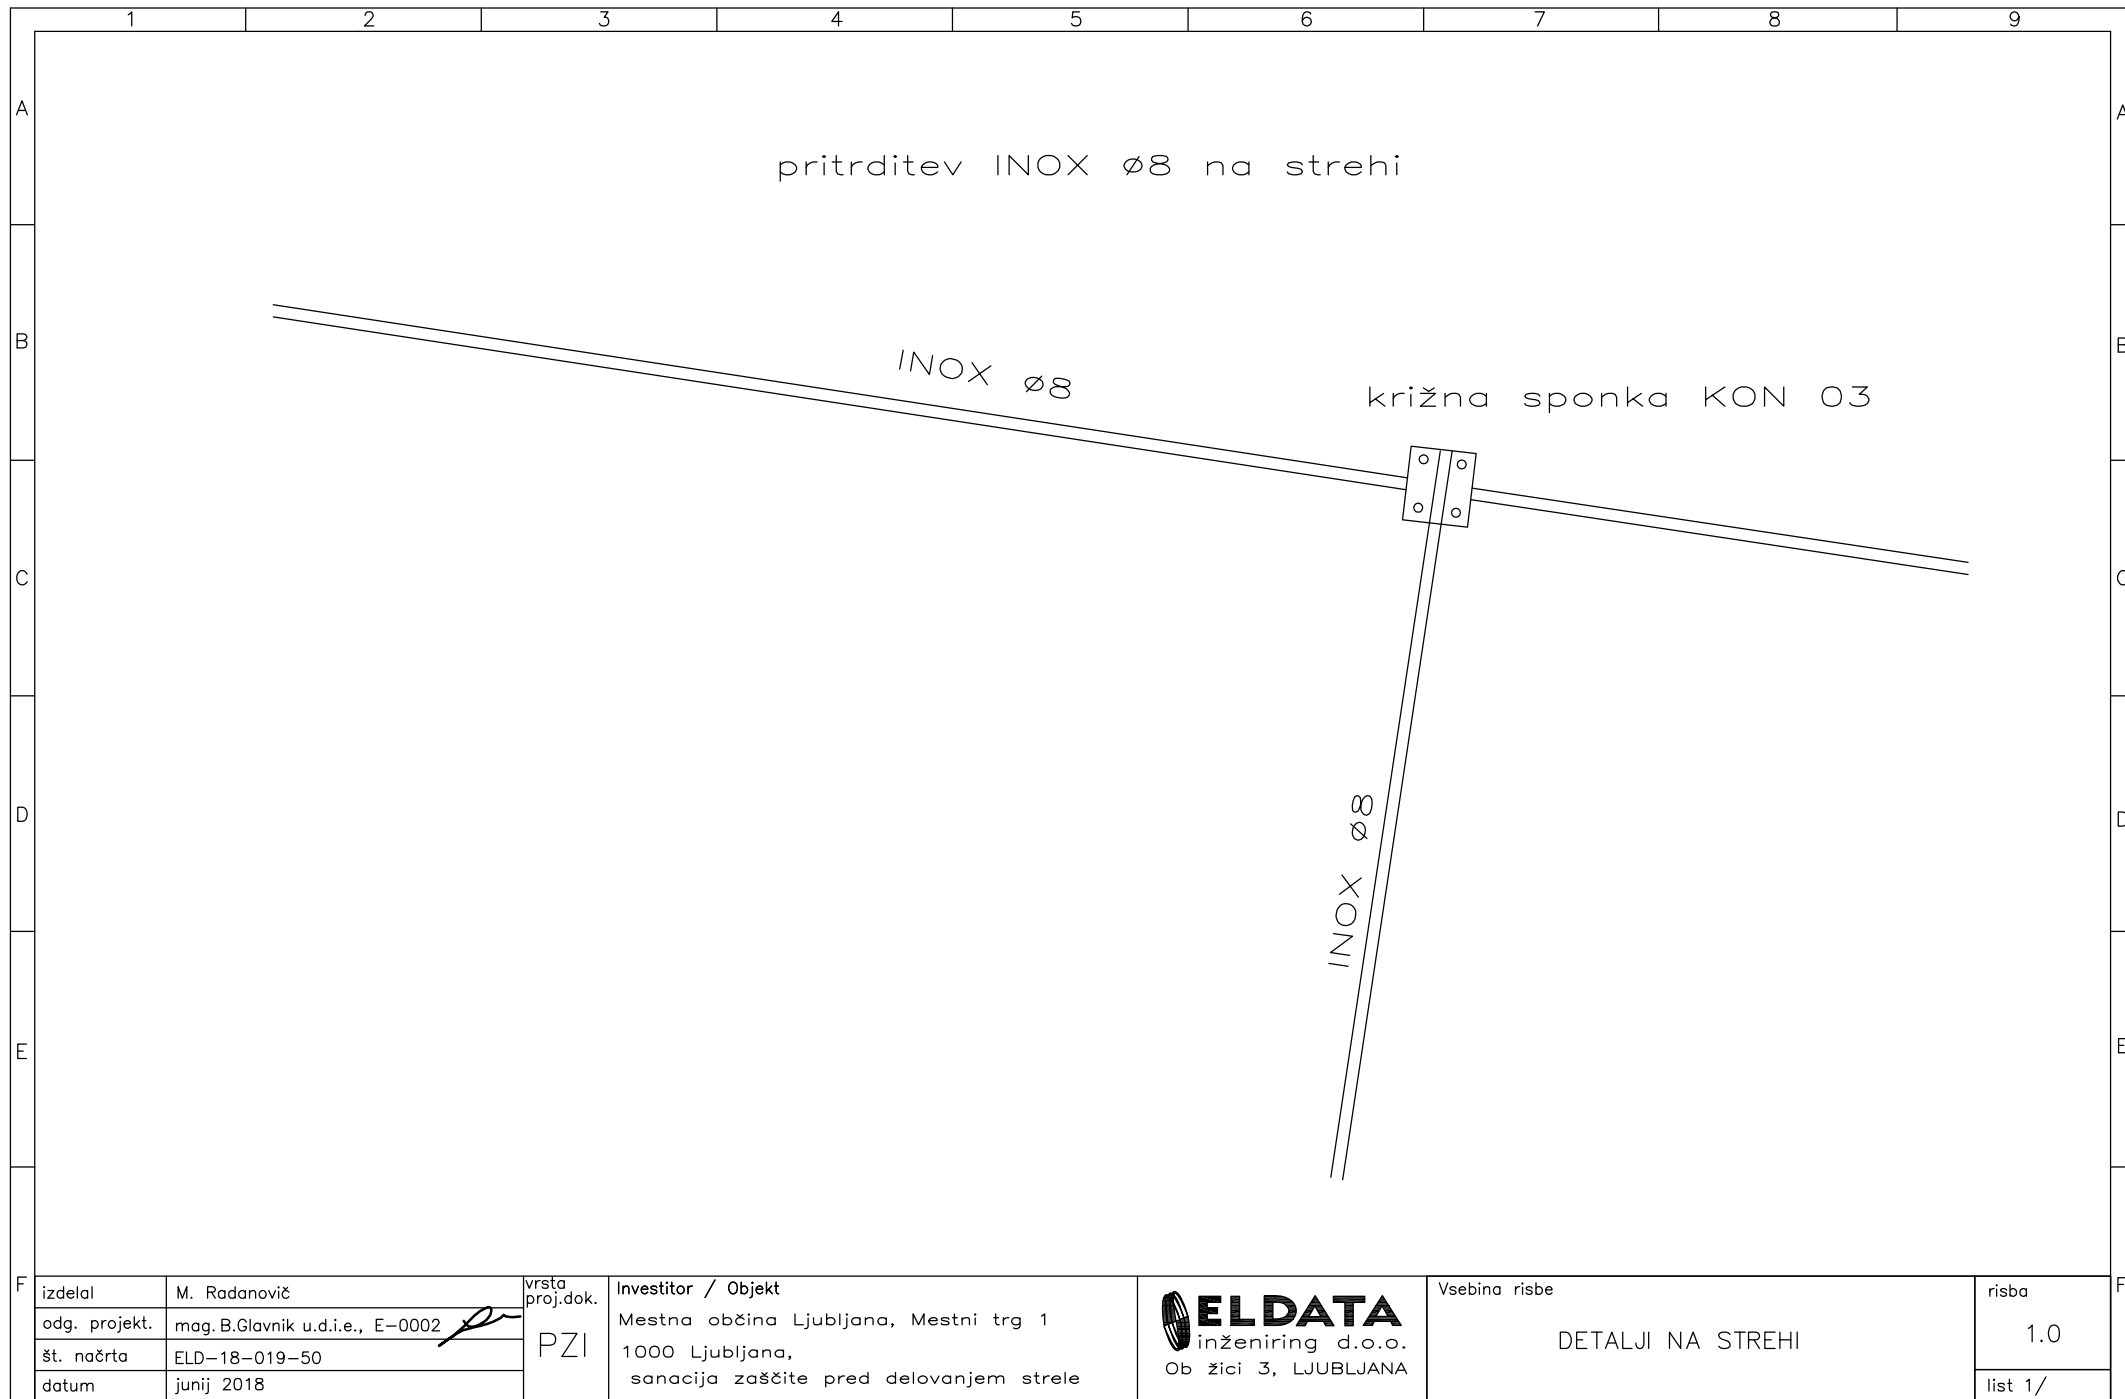 1 2 3 4 5 6 7 8 9
A A
pritrditev INOX ø8 na strehi
B B
INOX ø8
križna sponka KON 03
C C
D D
INOX ø8
E E
F F
izdelal M. Radanovič
odg. projekt. mag. B.Glavnik u.d.i.e., E-0002
št. načrta ELD-18-019-50
datum junij 2018
vrsta
proj.dok.
PZI
Investitor / Objekt
Mestna občina Ljubljana, Mestni trg 1
1000 Ljubljana,
sanacija zaščite pred delovanjem strele
ELDATA
inženiring d.o.o.
Ob žici 3, LJUBLJANA
Vsebina risbe
DETALJI NA STREHI
risba
1.0
list 1/